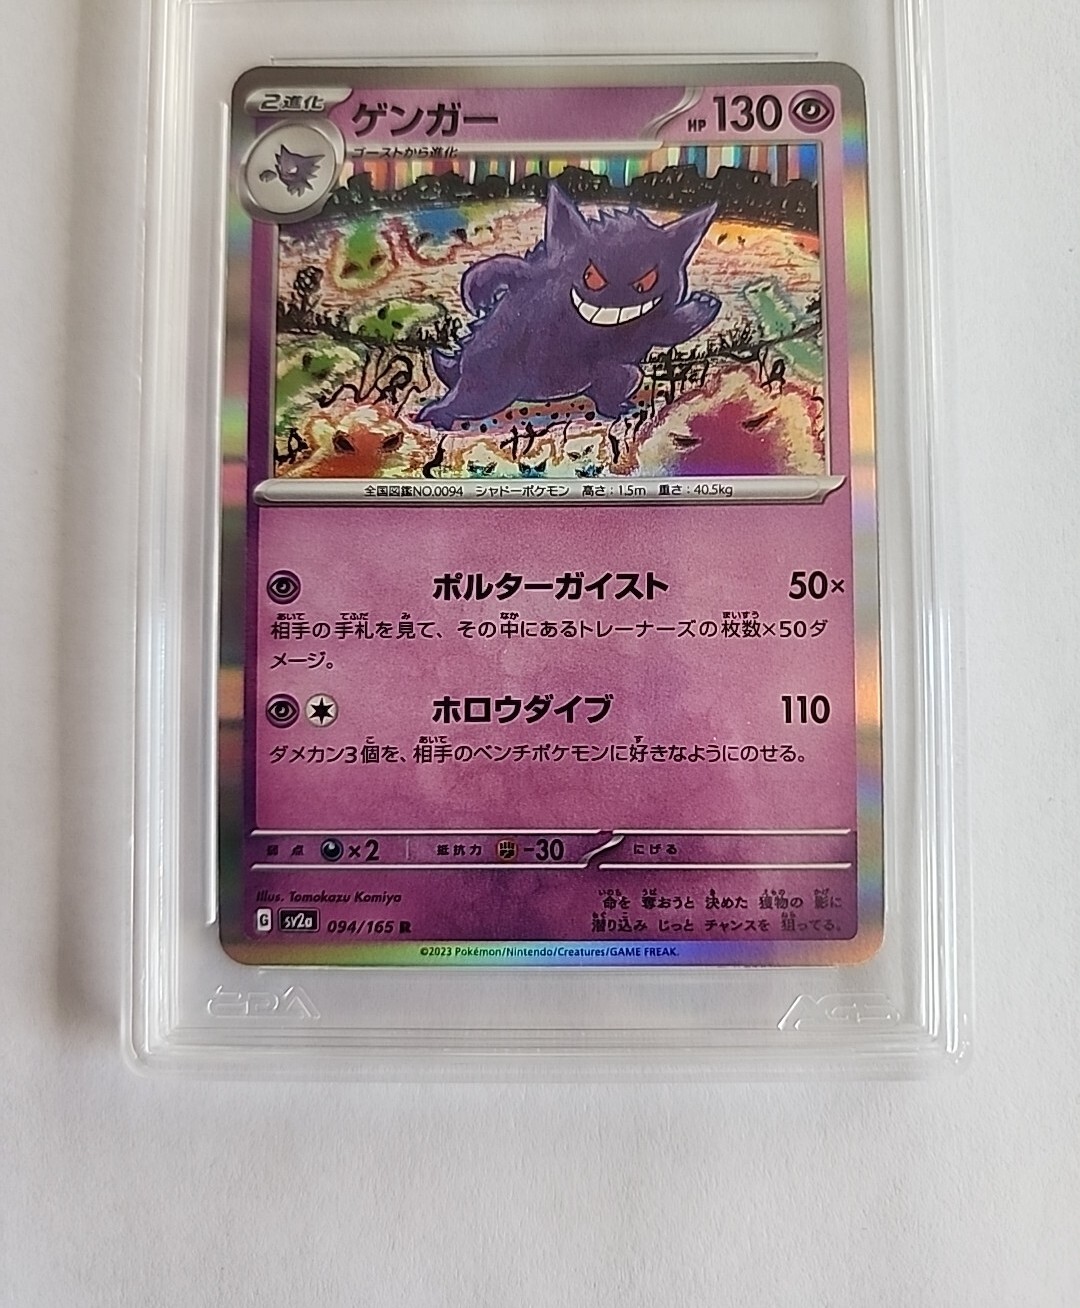 2進化
ゲンガー
HP 130
ゴーストから進化
全国図鑑NO.0094 シャドーポケモン 高さ:1.5m 重さ:40.5kg
ポルターガイスト 50×
相手の手札を見て、その中にあるトレーナーズの枚数×50ダ
メージ。
ホロウダイブ 110
ダメカン3個を、相手のベンチポケモンに好きなようにのせる。
弱点 ×2 抵抗力 -30 にげる
Illus. Tomokazu Komiya
命を奪おうと決めた獲物の影に
潜り込みじっとチャンスを狙ってる。
G sv2a 094/165 R
©2023 Pokémon/Nintendo/Creatures/GAME FREAK.